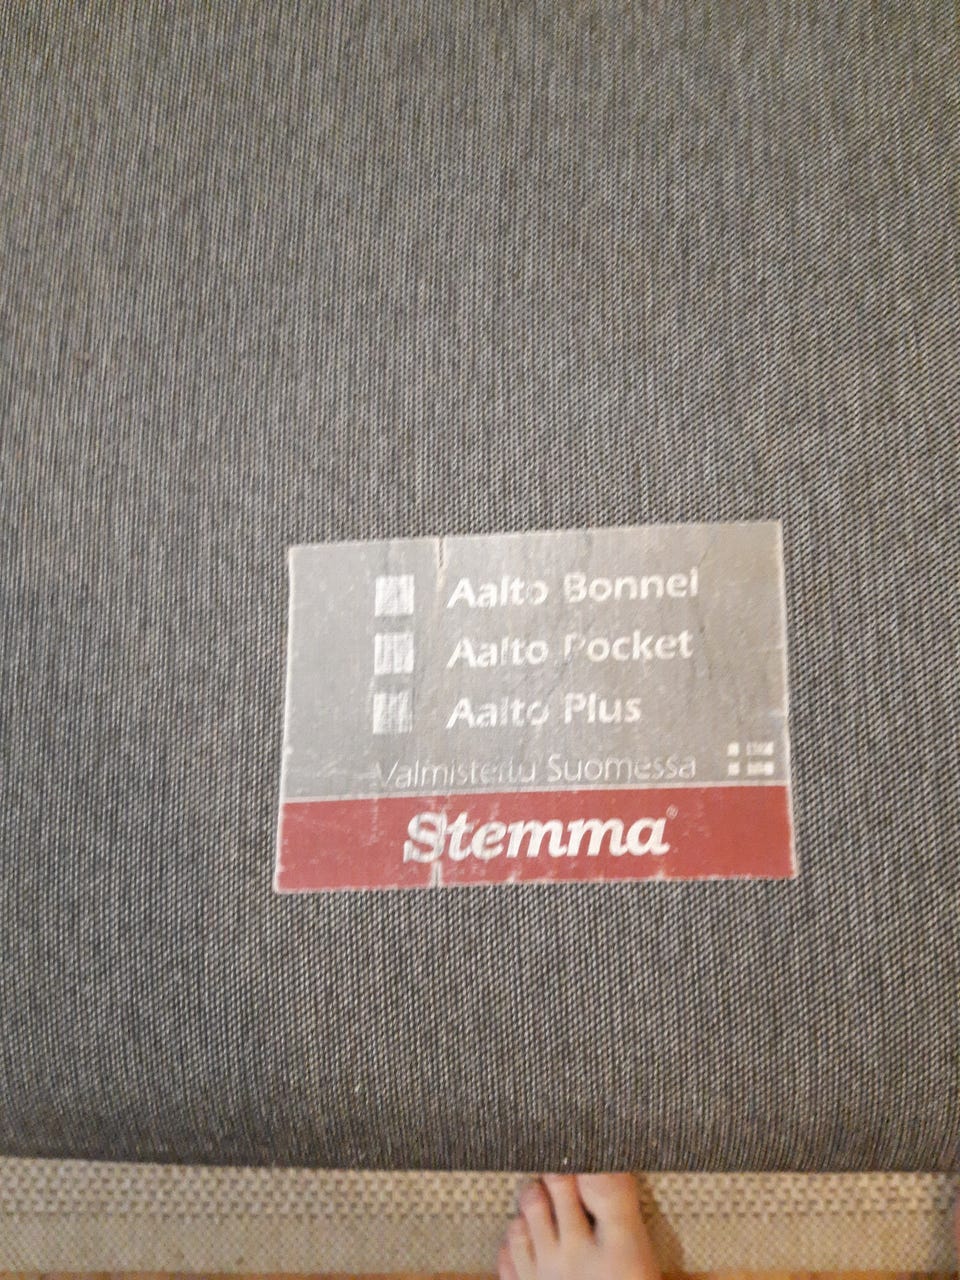 Aalto Bonnel
Aalto Pocket
Aalto Plus
Valmistettu Suomessa
Stemma®